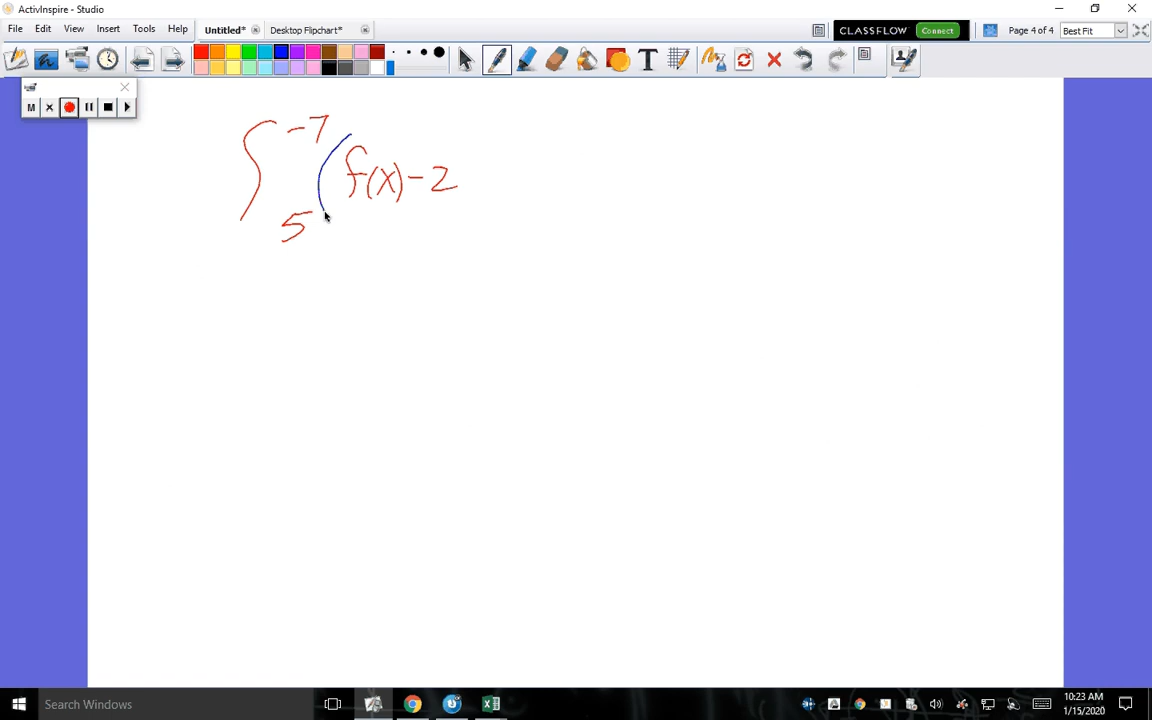 ActivInspire - Studio
File Edit View Insert Tools Help Untitled* Desktop Flipchart* CLASSFLOW Connect Page 4 of 4 Best Fit
M
∫ -7
( f(x) - 2
5
Search Windows
10:23 AM
1/15/2020